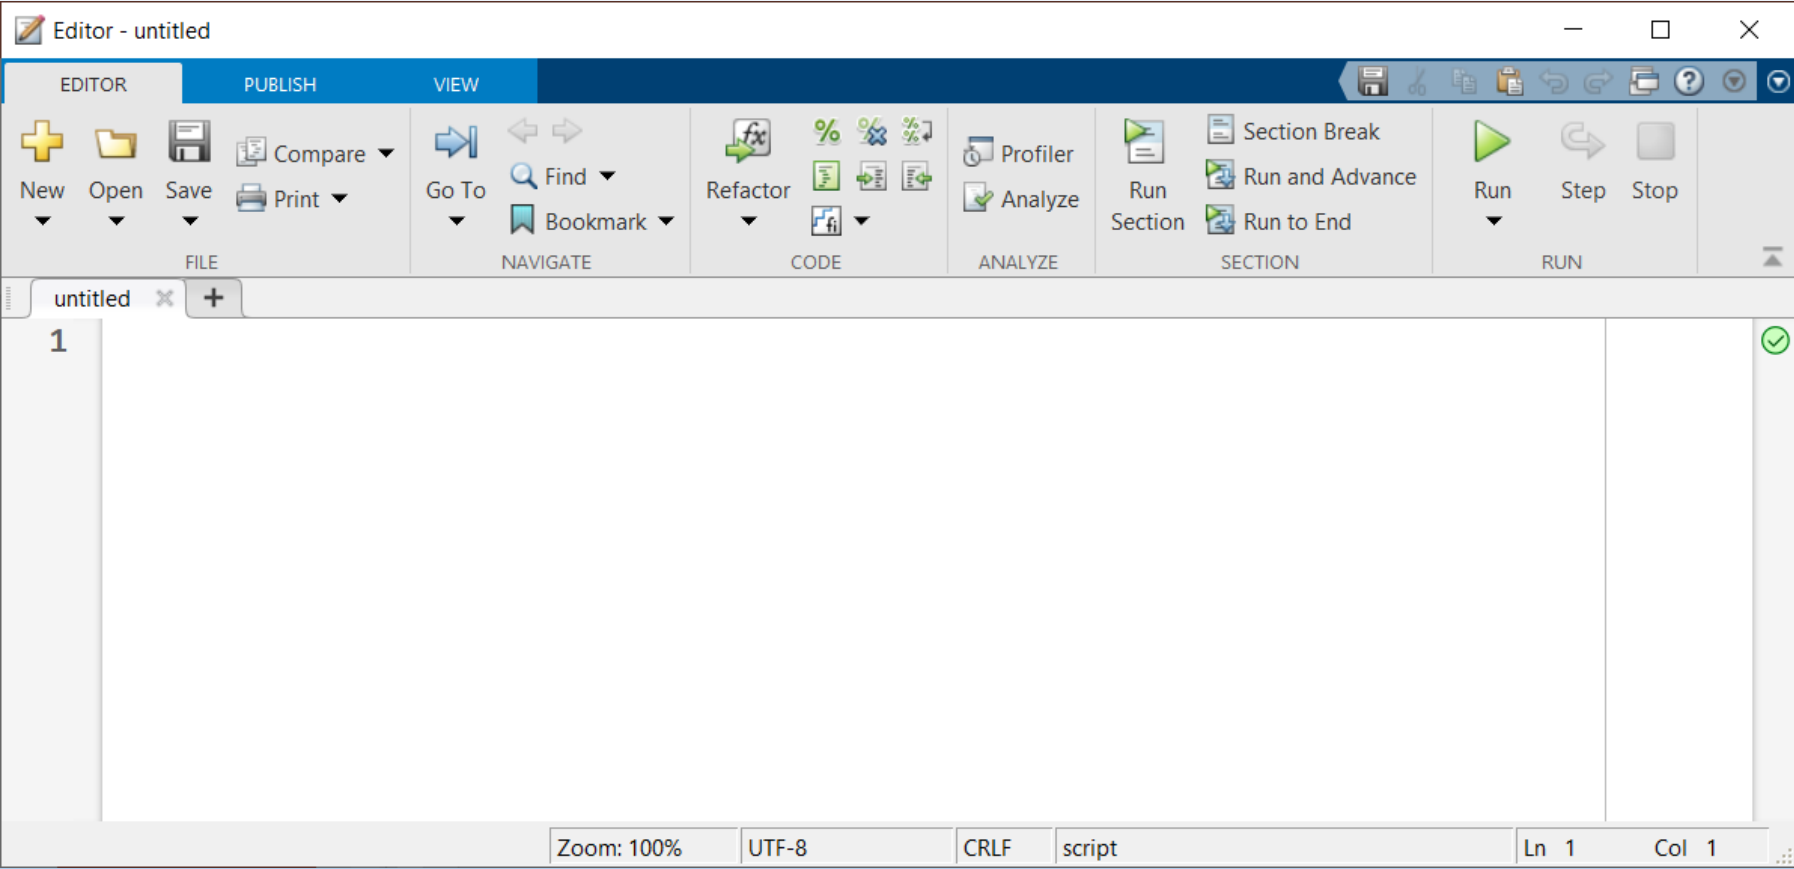 Editor - untitled
EDITOR PUBLISH VIEW
New
Open
Save
Compare
Print
FILE
Go To
Find
Bookmark
NAVIGATE
Refactor
fx
% % %
fi
CODE
Profiler
Analyze
ANALYZE
Run
Section
Section Break
Run and Advance
Run to End
SECTION
Run
Step
Stop
RUN
untitled
1
Zoom: 100% UTF-8 CRLF script Ln 1 Col 1